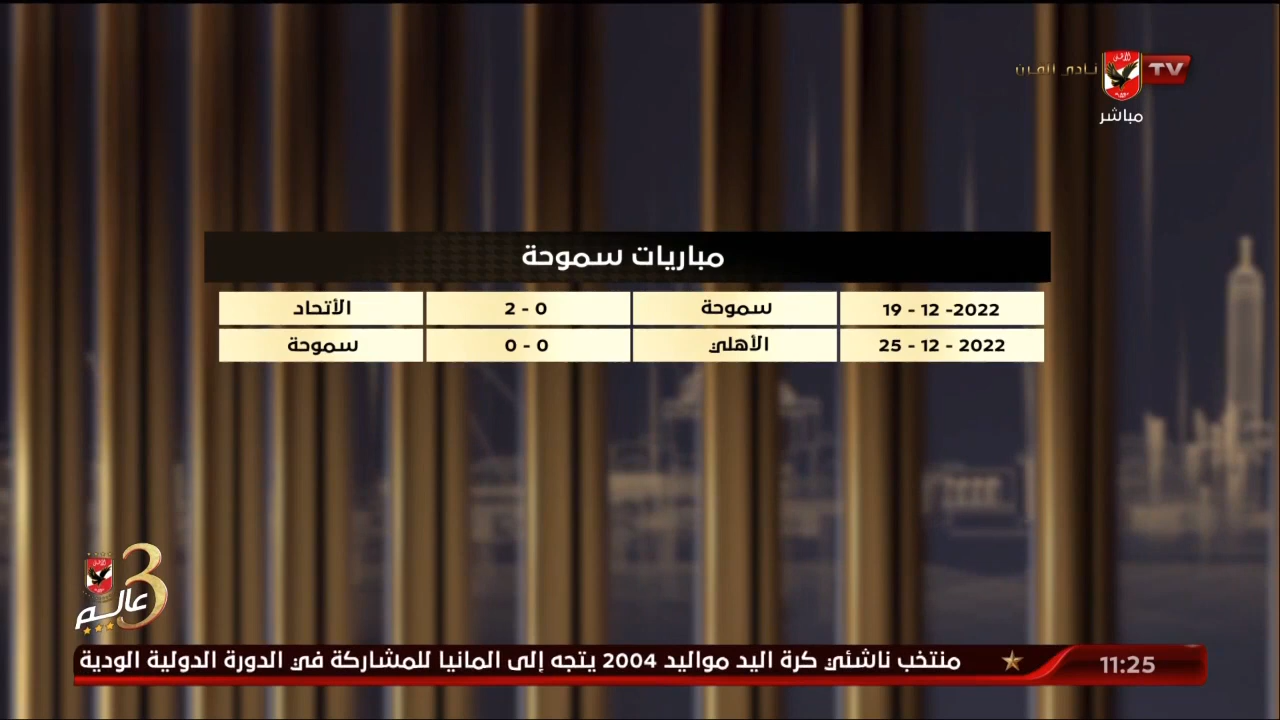 نادي القرن TV
مباشر
مباريات سموحة
19 - 12 -2022 سموحة 2 - 0 الأتحاد
25 - 12 - 2022 الأهلي 0 - 0 سموحة
3 عالم
11:25 منتخب ناشئي كرة اليد مواليد 2004 يتجه إلى المانيا للمشاركة في الدورة الدولية الودية